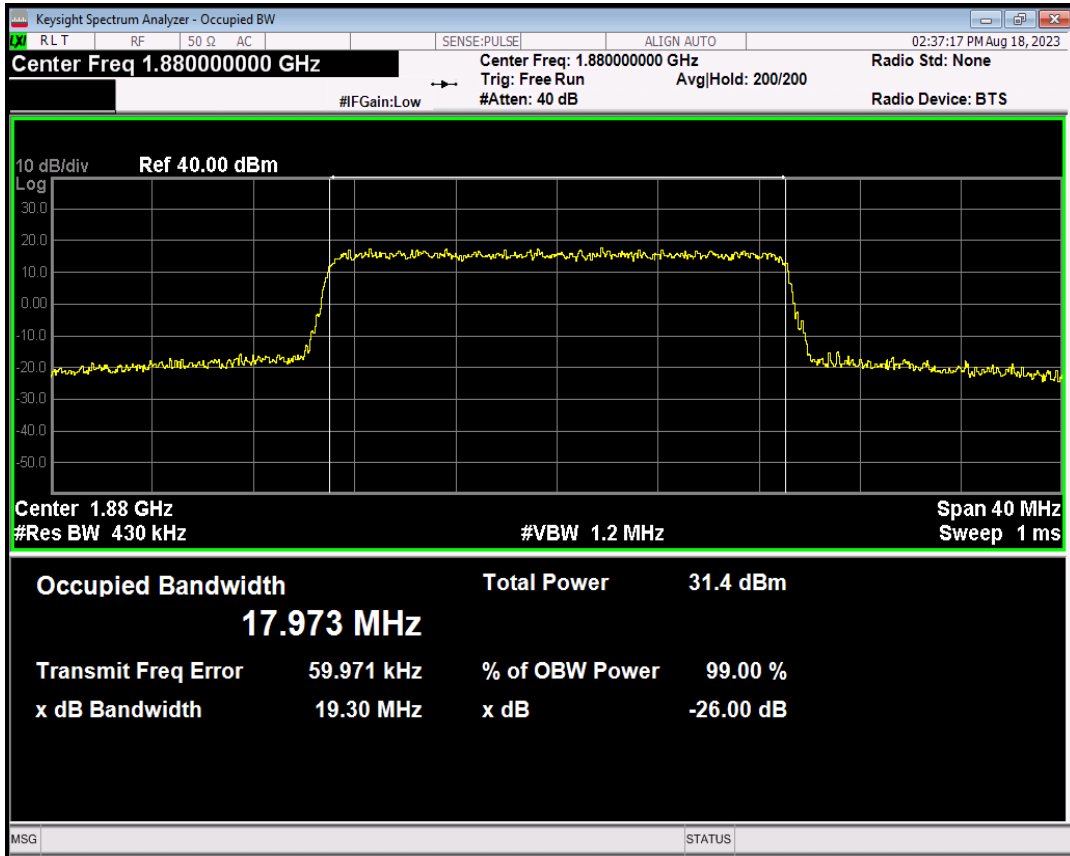 Keysight Spectrum Analyzer - Occupied BW
LXI RLT RF 50 Ω AC SENSE:PULSE ALIGN AUTO 02:37:17 PM Aug 18, 2023
Center Freq 1.880000000 GHz Center Freq: 1.880000000 GHz Radio Std: None
Trig: Free Run Avg|Hold: 200/200
#IFGain:Low #Atten: 40 dB Radio Device: BTS
10 dB/div Ref 40.00 dBm
Log
30.0
20.0
10.0
0.00
-10.0
-20.0
-30.0
-40.0
-50.0
Center 1.88 GHz Span 40 MHz
#Res BW 430 kHz #VBW 1.2 MHz Sweep 1 ms
Occupied Bandwidth Total Power 31.4 dBm
17.973 MHz
Transmit Freq Error 59.971 kHz % of OBW Power 99.00 %
x dB Bandwidth 19.30 MHz x dB -26.00 dB
MSG STATUS